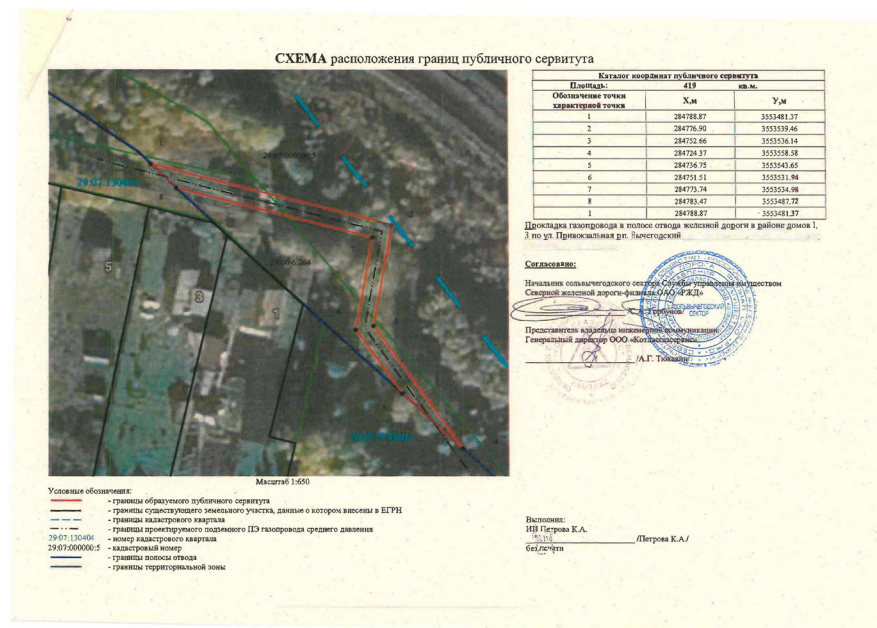 СХЕМА расположения границ публичного сервитута
Каталог координат публичного сервитута
Площадь: 419 кв.м.
Обозначение точки характерной точки X,м У,м
1 284788.87 3553481.37
2 284776.90 3553539.46
3 284752.66 3553536.14
4 284724.37 3553558.58
5 284736.75 3553543.65
6 284751.51 3553531.94
7 284773.74 3553534.98
8 284783.47 3553487.72
1 284788.87 3553481.37
Прокладка газопровода в полосе отвода железной дороги в районе домов 1,
3 по ул. Привокзальная рп. Вычегодский
Согласовано:
Начальник сольвычегодского сектора Службы управления имуществом
Северной железной дороги-филиала ОАО «РЖД»
Горбунов
СОЛЬВЫЧЕГОДСКИЙ
СЕКТОР
Представитель владельца инженерной коммуникации
Генеральный директор ООО «Котласгазсервис»
/А.Г. Тюкавин/
5
3
1
Масштаб 1:650
Условные обозначения:
- границы образуемого публичного сервитута
- границы существующего земельного участка, данные о котором внесены в ЕГРН
- границы кадастрового квартала
- границы проектируемого подземного ПЭ газопровода среднего давления
29:07:130404 - номер кадастрового квартала
29:07:000000:5 - кадастровый номер
- границы полосы отвода
- границы территориальной зоны
Выполнил:
ИП Петрова К.А.
/Петрова К.А./
без печати